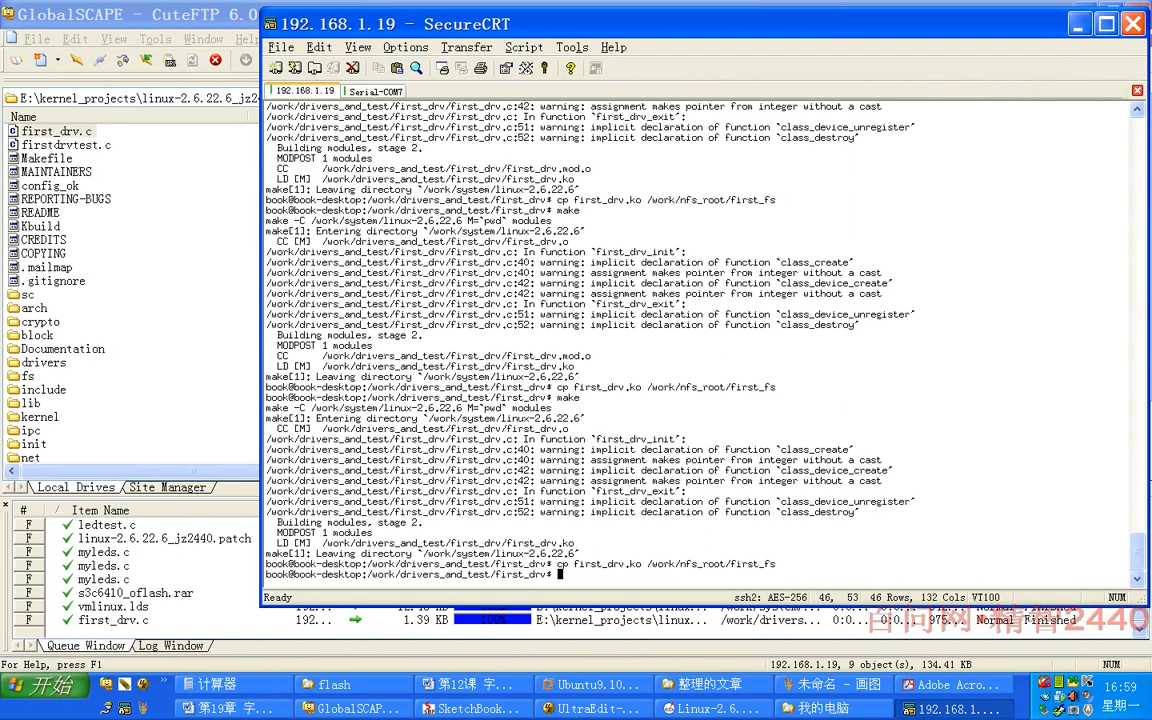 GlobalSCAPE - CuteFTP 6.0
File Edit View Tools Window Help
E:\kernel_projects\linux-2.6.22.6_jz2
Name
first_drv.c
firstdrvtest.c
Makefile
MAINTAINERS
config_ok
REPORTING-BUGS
README
Kbuild
CREDITS
COPYING
.mailmap
.gitignore
sc
arch
crypto
block
Documentation
drivers
fs
include
lib
kernel
ipc
init
net
Local Drives Site Manager
# / Item Name
F ledtest.c
F linux-2.6.22.6_jz2440.patch
F myleds.c
F myleds.c
F myleds.c
F s3c6410_oflash.rar
F vmlinux.lds
F first_drv.c 192... 1.39 KB 100% E:\kernel_projects\linux... /work/drivers... 0:0... 0:0... 975... Normal Finished
Queue Window Log Window
For Help, press F1
192.168.1.19, 9 object(s), 134.41 KB NUM
192.168.1.19 - SecureCRT
File Edit View Options Transfer Script Tools Help
192.168.1.19 Serial-COM7
/work/drivers_and_test/first_drv/first_drv.c:42: warning: assignment makes pointer from integer without a cast
/work/drivers_and_test/first_drv/first_drv.c: In function `first_drv_exit':
/work/drivers_and_test/first_drv/first_drv.c:51: warning: implicit declaration of function `class_device_unregister'
/work/drivers_and_test/first_drv/first_drv.c:52: warning: implicit declaration of function `class_destroy'
Building modules, stage 2.
MODPOST 1 modules
CC /work/drivers_and_test/first_drv/first_drv.mod.o
LD [M] /work/drivers_and_test/first_drv/first_drv.ko
make[1]: Leaving directory `/work/system/linux-2.6.22.6'
book@book-desktop:/work/drivers_and_test/first_drv$ cp first_drv.ko /work/nfs_root/first_fs
book@book-desktop:/work/drivers_and_test/first_drv$ make
make -C /work/system/linux-2.6.22.6 M=`pwd` modules
make[1]: Entering directory `/work/system/linux-2.6.22.6'
CC [M] /work/drivers_and_test/first_drv/first_drv.o
/work/drivers_and_test/first_drv/first_drv.c: In function `first_drv_init':
/work/drivers_and_test/first_drv/first_drv.c:40: warning: implicit declaration of function `class_create'
/work/drivers_and_test/first_drv/first_drv.c:40: warning: assignment makes pointer from integer without a cast
/work/drivers_and_test/first_drv/first_drv.c:42: warning: implicit declaration of function `class_device_create'
/work/drivers_and_test/first_drv/first_drv.c:42: warning: assignment makes pointer from integer without a cast
/work/drivers_and_test/first_drv/first_drv.c: In function `first_drv_exit':
/work/drivers_and_test/first_drv/first_drv.c:51: warning: implicit declaration of function `class_device_unregister'
/work/drivers_and_test/first_drv/first_drv.c:52: warning: implicit declaration of function `class_destroy'
Building modules, stage 2.
MODPOST 1 modules
CC /work/drivers_and_test/first_drv/first_drv.mod.o
LD [M] /work/drivers_and_test/first_drv/first_drv.ko
make[1]: Leaving directory `/work/system/linux-2.6.22.6'
book@book-desktop:/work/drivers_and_test/first_drv$ cp first_drv.ko /work/nfs_root/first_fs
book@book-desktop:/work/drivers_and_test/first_drv$ make
make -C /work/system/linux-2.6.22.6 M=`pwd` modules
make[1]: Entering directory `/work/system/linux-2.6.22.6'
CC [M] /work/drivers_and_test/first_drv/first_drv.o
/work/drivers_and_test/first_drv/first_drv.c: In function `first_drv_init':
/work/drivers_and_test/first_drv/first_drv.c:40: warning: implicit declaration of function `class_create'
/work/drivers_and_test/first_drv/first_drv.c:40: warning: assignment makes pointer from integer without a cast
/work/drivers_and_test/first_drv/first_drv.c:42: warning: implicit declaration of function `class_device_create'
/work/drivers_and_test/first_drv/first_drv.c:42: warning: assignment makes pointer from integer without a cast
/work/drivers_and_test/first_drv/first_drv.c: In function `first_drv_exit':
/work/drivers_and_test/first_drv/first_drv.c:51: warning: implicit declaration of function `class_device_unregister'
/work/drivers_and_test/first_drv/first_drv.c:52: warning: implicit declaration of function `class_destroy'
Building modules, stage 2.
MODPOST 1 modules
LD [M] /work/drivers_and_test/first_drv/first_drv.ko
make[1]: Leaving directory `/work/system/linux-2.6.22.6'
book@book-desktop:/work/drivers_and_test/first_drv$ cp first_drv.ko /work/nfs_root/first_fs
book@book-desktop:/work/drivers_and_test/first_drv$
Ready ssh2: AES-256 46, 53 46 Rows, 132 Cols VT100 NUM
百问网·精智2440
开始 计算器 flash 第12课 字... Ubuntu9.10... 整理的文章 未命名 - 画图 Adobe Acro... 16:59
第19章 字... GlobalSCAP... SketchBook... UltraEdit-... Linux-2.6.... 我的电脑 192.168.1.... 星期一